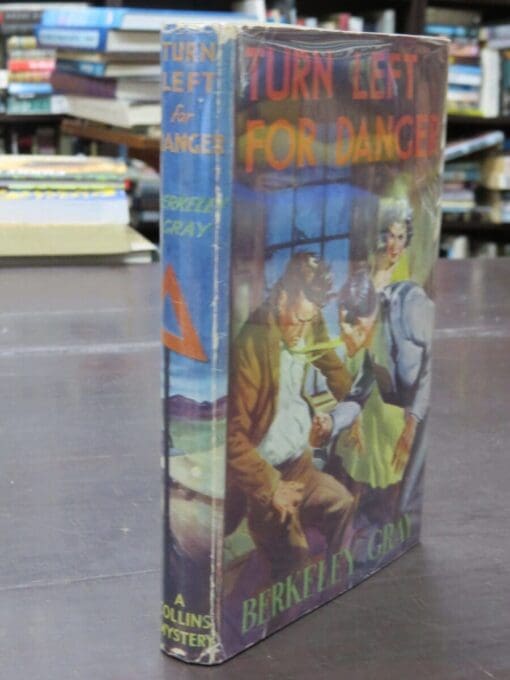 TURN
LEFT
for
DANGER
BERKELEY
GRAY
A
COLLINS
MYSTERY
TURN LEFT
FOR DANGER
BERKELEY GRAY